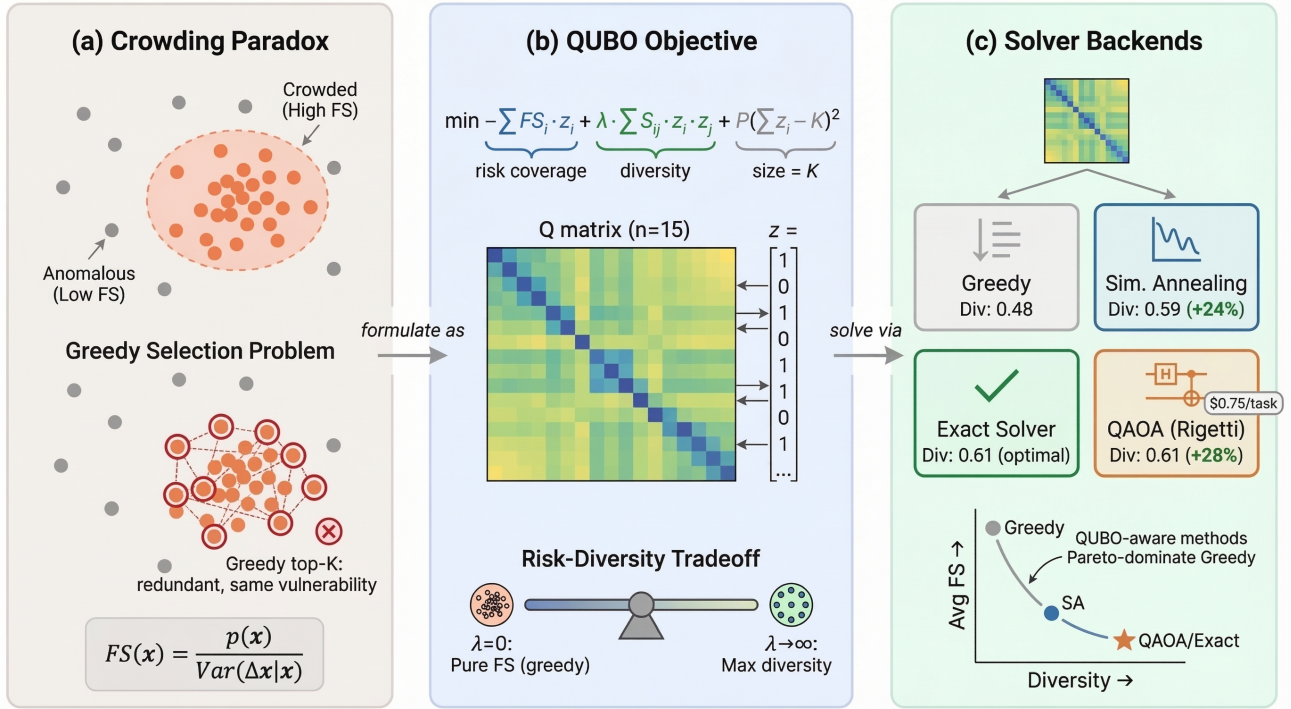 (a) Crowding Paradox
Crowded
(High FS)
Anomalous
(Low FS)
Greedy Selection Problem
Greedy top-K:
redundant, same vulnerability
FS(x) = p(x) / Var(Δx|x)
formulate as
(b) QUBO Objective
min −∑ FSᵢ · zᵢ + λ · ∑ Sᵢⱼ · zᵢ · zⱼ + P(∑ zᵢ − K)²
risk coverage
diversity
size = K
Q matrix (n=15)
z =
1
0
1
0
1
1
0
1
...
Risk-Diversity Tradeoff
λ=0:
Pure FS (greedy)
λ→∞:
Max diversity
solve via
(c) Solver Backends
Greedy
Div: 0.48
Sim. Annealing
Div: 0.59 (+24%)
Exact Solver
Div: 0.61 (optimal)
H
$0.75/task
QAOA (Rigetti)
Div: 0.61 (+28%)
Avg FS →
Greedy
QUBO-aware methods
Pareto-dominate Greedy
SA
QAOA/Exact
Diversity →